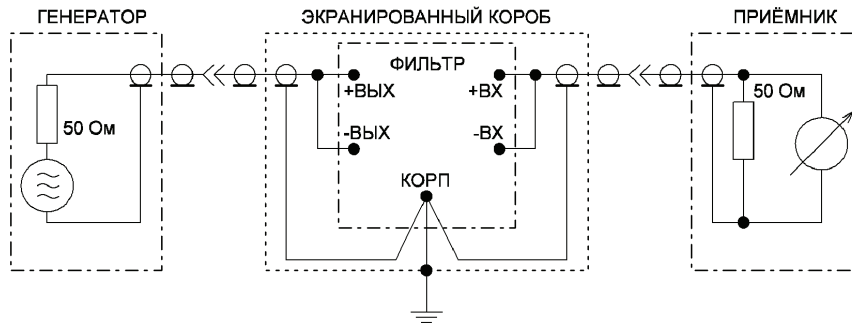 ГЕНЕРАТОР
ЭКРАНИРОВАННЫЙ КОРОБ
ПРИЁМНИК
ФИЛЬТР
+ВЫХ
+ВХ
50 Ом
50 Ом
-ВЫХ
-ВХ
КОРП